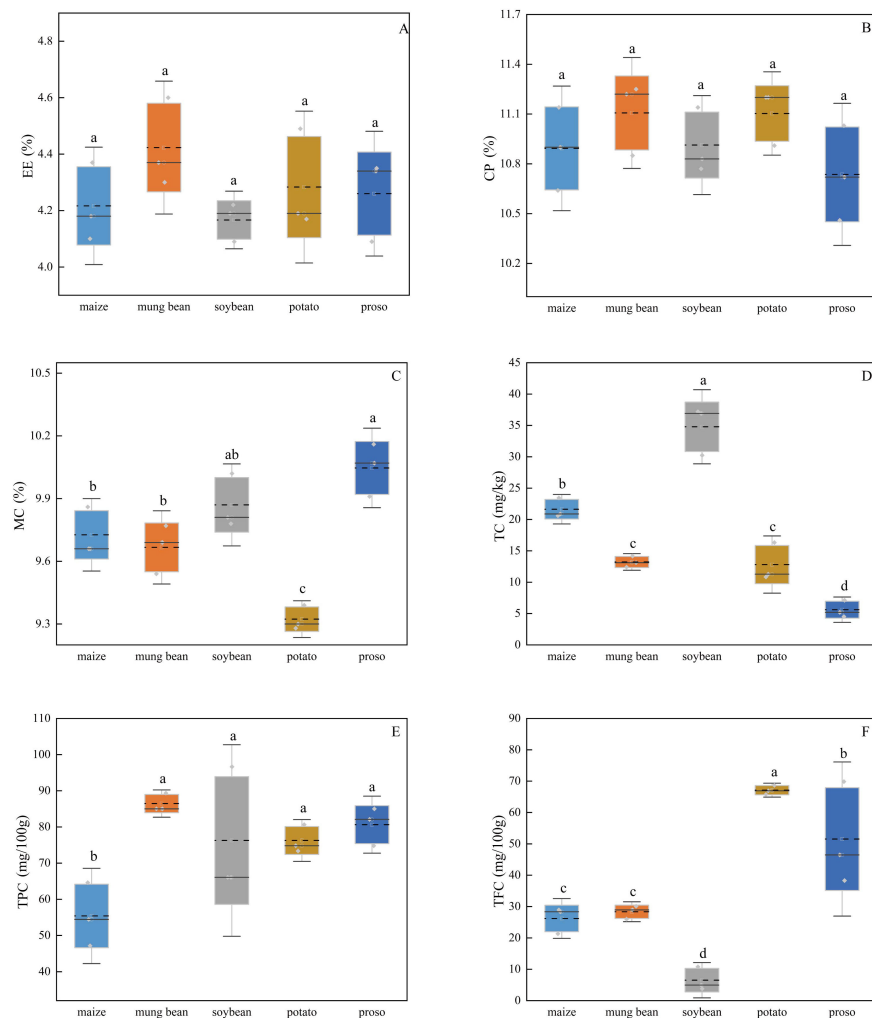 A
4.8
4.6
4.4
4.2
4.0
EE (%)
a
a
a
a
a
maize
mung bean
soybean
potato
proso
B
11.7
11.4
11.1
10.8
10.5
10.2
CP (%)
a
a
a
a
a
maize
mung bean
soybean
potato
proso
C
10.5
10.2
9.9
9.6
9.3
MC (%)
b
b
ab
c
a
maize
mung bean
soybean
potato
proso
D
45
40
35
30
25
20
15
10
5
0
TC (mg/kg)
b
c
a
c
d
maize
mung bean
soybean
potato
proso
E
110
100
90
80
70
60
50
40
TPC (mg/100g)
b
a
a
a
a
maize
mung bean
soybean
potato
proso
F
90
80
70
60
50
40
30
20
10
0
TFC (mg/100g)
c
c
d
a
b
maize
mung bean
soybean
potato
proso